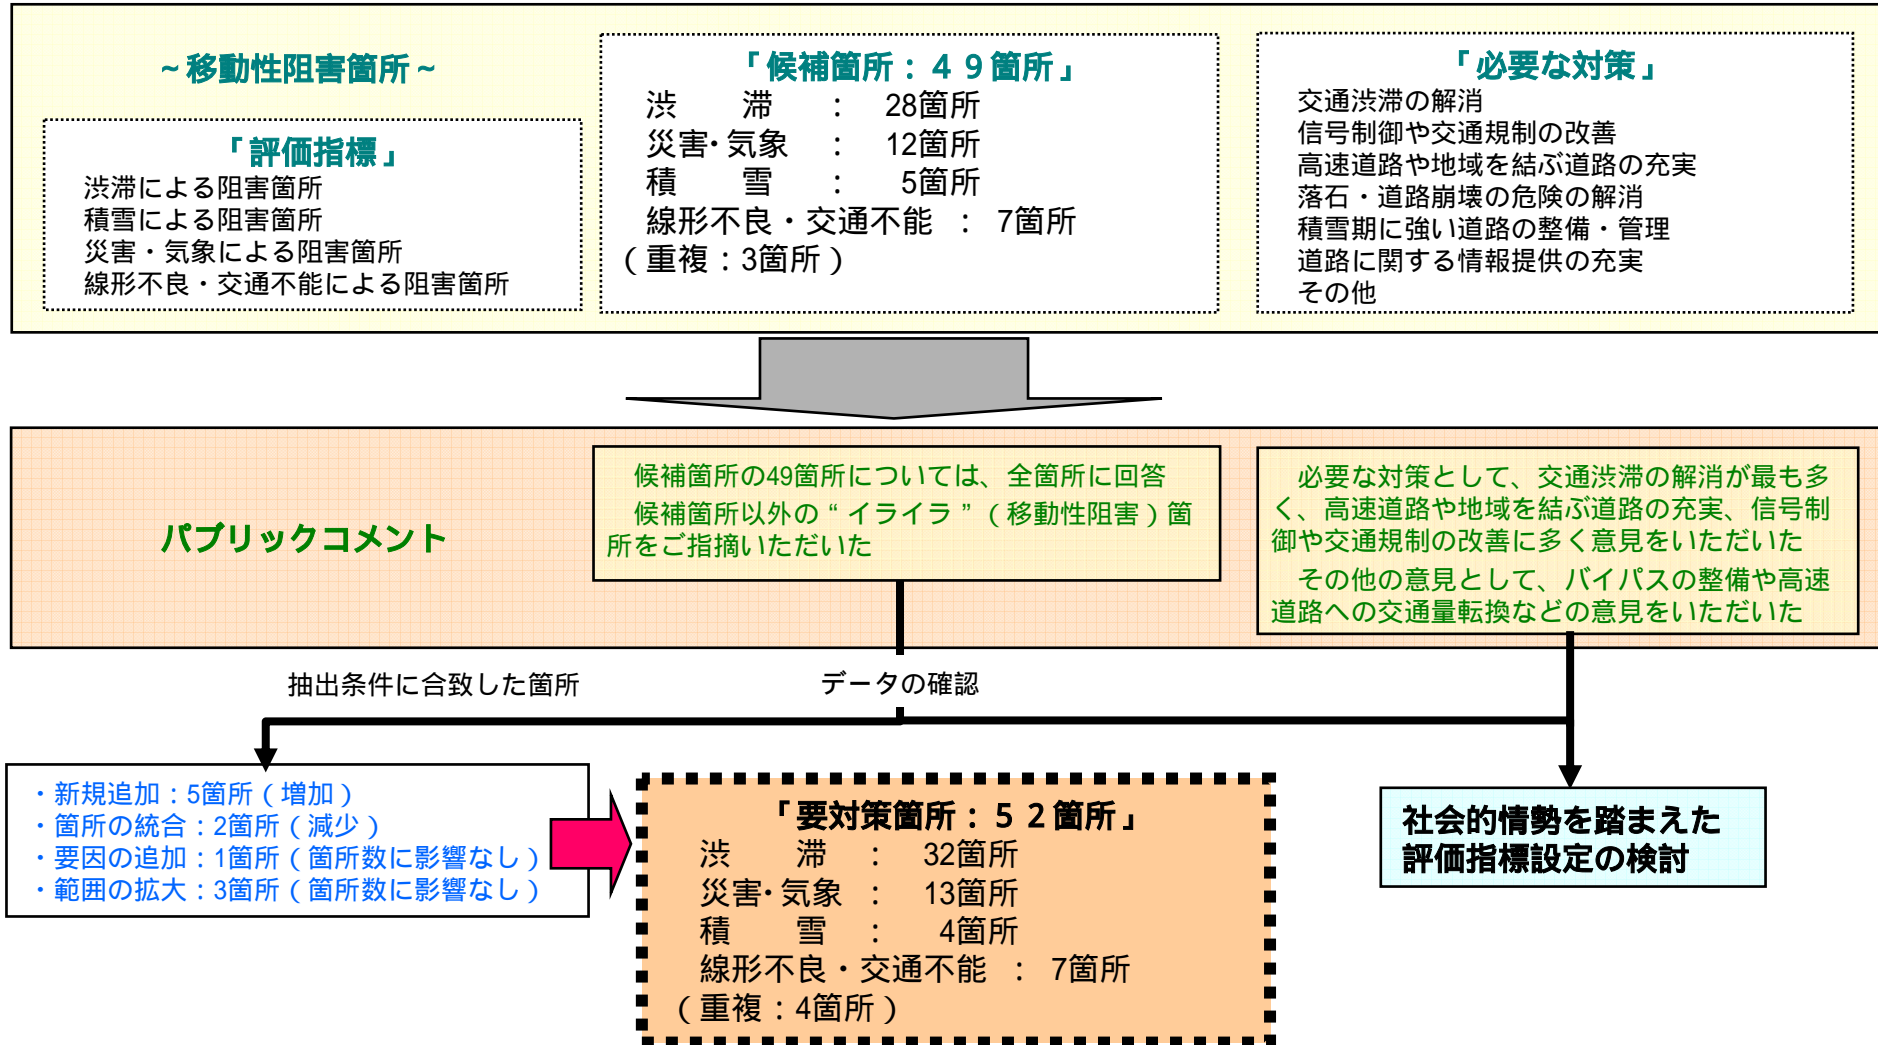 ~移動性阻害箇所~
「評価指標」
渋滞による阻害箇所
積雪による阻害箇所
災害・気象による阻害箇所
線形不良・交通不能による阻害箇所
「候補箇所：４９箇所」
渋　　滞　：　28箇所
災害・気象　：　12箇所
積　　雪　：　5箇所
線形不良・交通不能　：　7箇所
（重複：3箇所）
「必要な対策」
交通渋滞の解消
信号制御や交通規制の改善
高速道路や地域を結ぶ道路の充実
落石・道路崩壊の危険の解消
積雪期に強い道路の整備・管理
道路に関する情報提供の充実
その他
パブリックコメント
候補箇所の49箇所については、全箇所に回答
候補箇所以外の“イライラ”（移動性阻害）箇
所をご指摘いただいた
必要な対策として、交通渋滞の解消が最も多
く、高速道路や地域を結ぶ道路の充実、信号制
御や交通規制の改善に多く意見をいただいた
その他の意見として、バイパスの整備や高速
道路への交通量転換などの意見をいただいた
抽出条件に合致した箇所
データの確認
・新規追加：5箇所（増加）
・箇所の統合：2箇所（減少）
・要因の追加：1箇所（箇所数に影響なし）
・範囲の拡大：3箇所（箇所数に影響なし）
「要対策箇所：５２箇所」
渋　　滞　：　32箇所
災害・気象　：　13箇所
積　　雪　：　4箇所
線形不良・交通不能　：　7箇所
（重複：4箇所）
社会的情勢を踏まえた
評価指標設定の検討